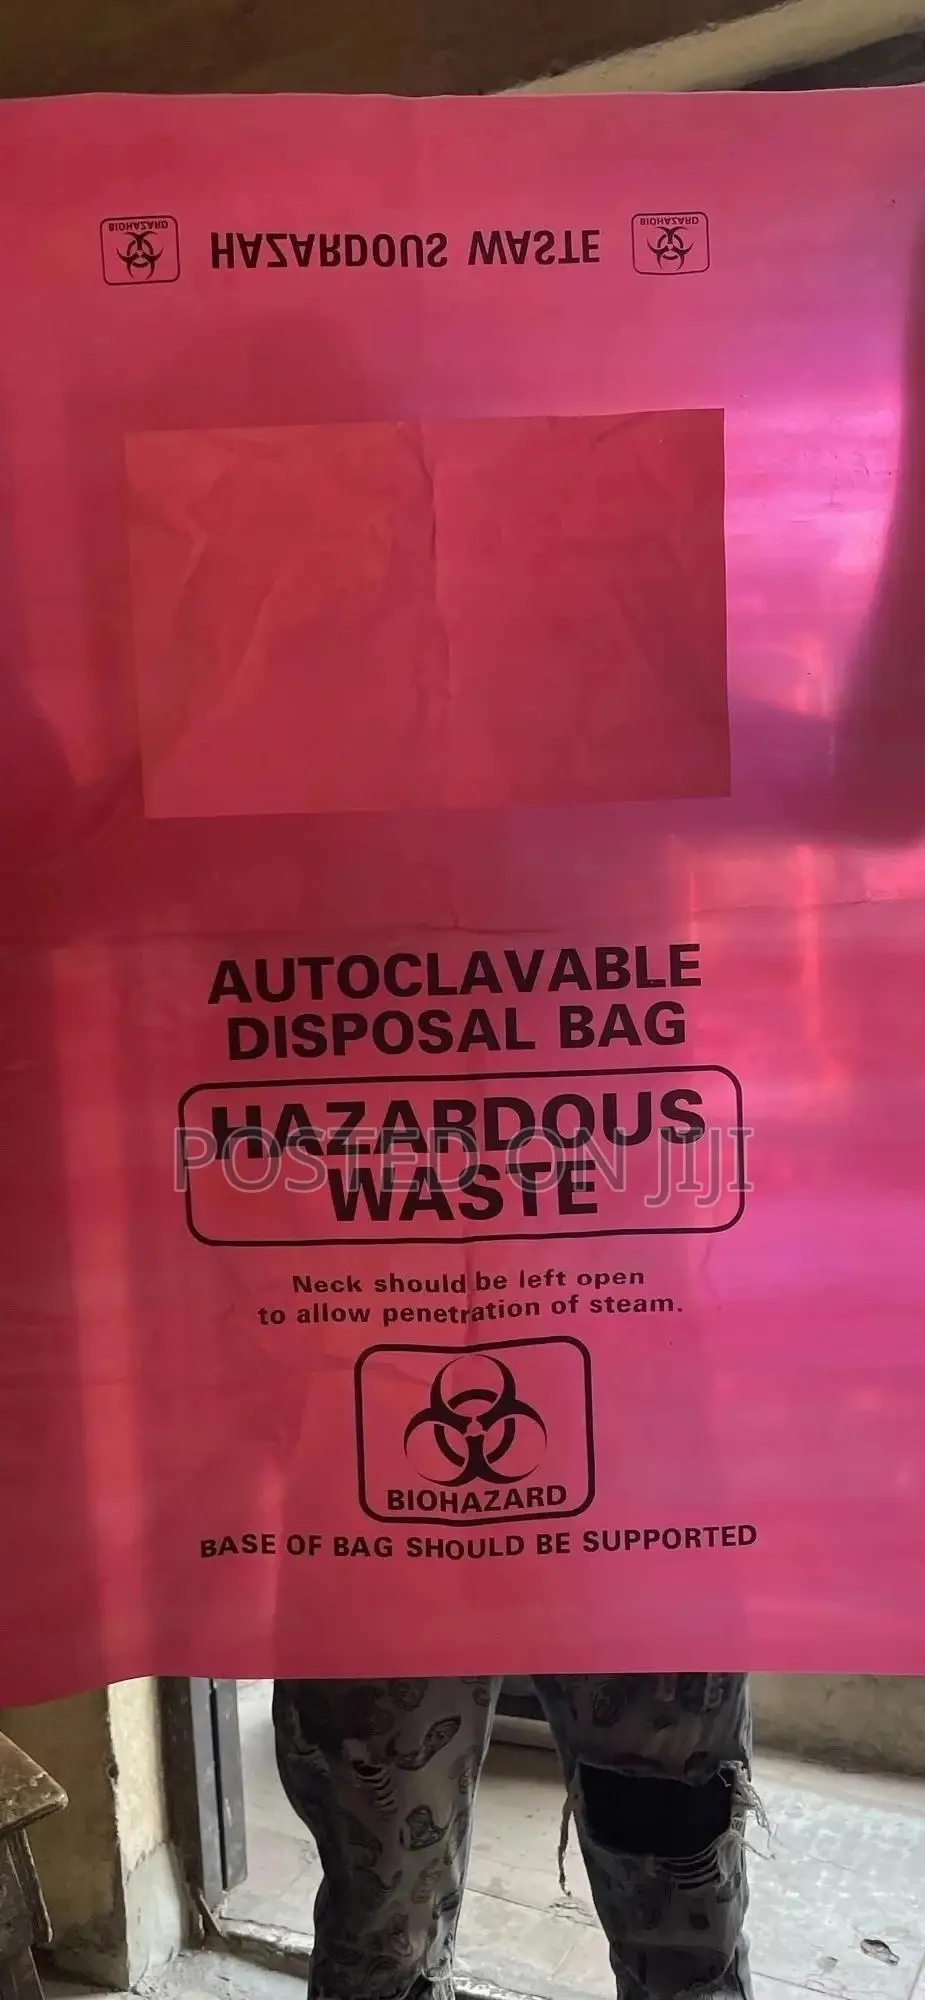 BIOHAZARD HAZARDOUS WASTE BIOHAZARD
AUTOCLAVABLE
DISPOSAL BAG
HAZARDOUS
WASTE
POSTED ON JIJI
Neck should be left open
to allow penetration of steam.
BIOHAZARD
BASE OF BAG SHOULD BE SUPPORTED